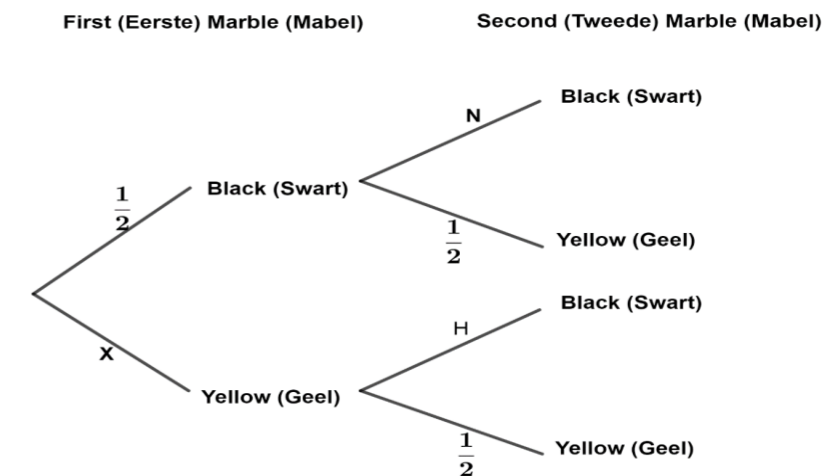 First (Eerste) Marble (Mabel)
Second (Tweede) Marble (Mabel)
N
Black (Swart)
1/2
Black (Swart)
1/2
Yellow (Geel)
X
H
Black (Swart)
Yellow (Geel)
1/2
Yellow (Geel)